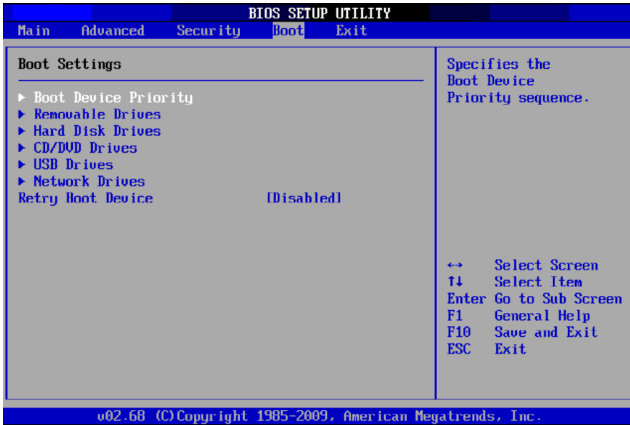 BIOS SETUP UTILITY
Main Advanced Security Boot Exit
Boot Settings
▶ Boot Device Priority
▶ Removable Drives
▶ Hard Disk Drives
▶ CD/DVD Drives
▶ USB Drives
▶ Network Drives
Retry Boot Device [Disabled]
Specifies the
Boot Device
Priority sequence.
↔ Select Screen
↑↓ Select Item
Enter Go to Sub Screen
F1 General Help
F10 Save and Exit
ESC Exit
v02.68 (C)Copyright 1985-2009, American Megatrends, Inc.